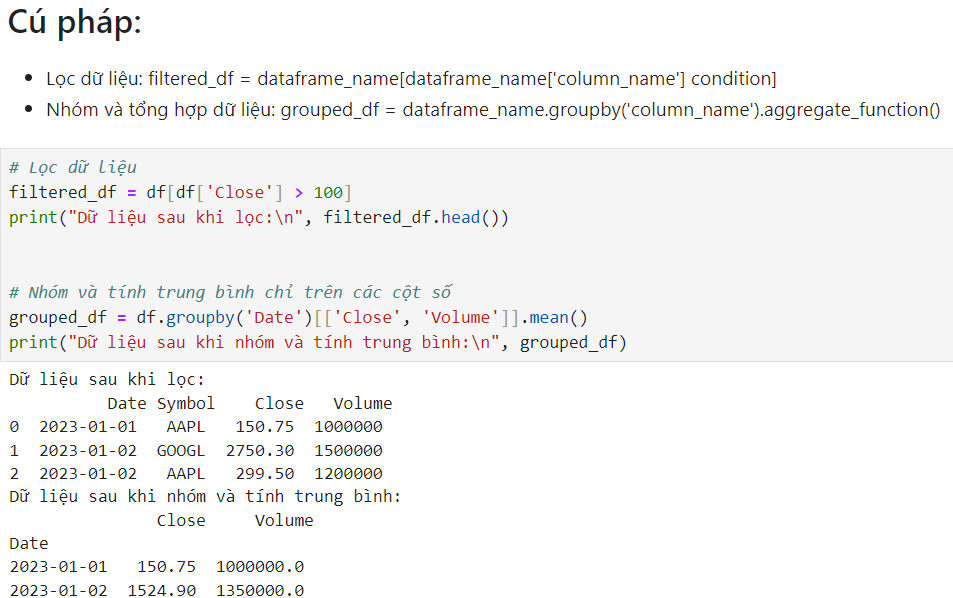 Cú pháp:
• Lọc dữ liệu: filtered_df = dataframe_name[dataframe_name['column_name'] condition]
• Nhóm và tổng hợp dữ liệu: grouped_df = dataframe_name.groupby('column_name').aggregate_function()
# Lọc dữ liệu
filtered_df = df[df['Close'] > 100]
print("Dữ liệu sau khi lọc:\n", filtered_df.head())
# Nhóm và tính trung bình chỉ trên các cột số
grouped_df = df.groupby('Date')[['Close', 'Volume']].mean()
print("Dữ liệu sau khi nhóm và tính trung bình:\n", grouped_df)
Dữ liệu sau khi lọc:
Date Symbol Close Volume
0 2023-01-01 AAPL 150.75 1000000
1 2023-01-02 GOOGL 2750.30 1500000
2 2023-01-02 AAPL 299.50 1200000
Dữ liệu sau khi nhóm và tính trung bình:
Close Volume
Date
2023-01-01 150.75 1000000.0
2023-01-02 1524.90 1350000.0